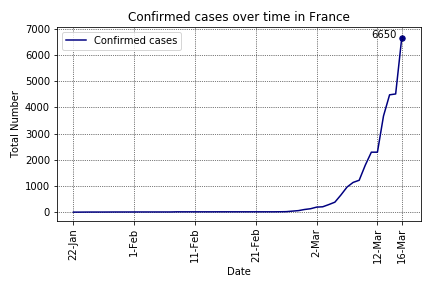 Confirmed cases over time in France
Confirmed cases
6650
7000
6000
5000
4000
3000
2000
1000
0
Total Number
22-Jan
1-Feb
11-Feb
21-Feb
2-Mar
12-Mar
16-Mar
Date